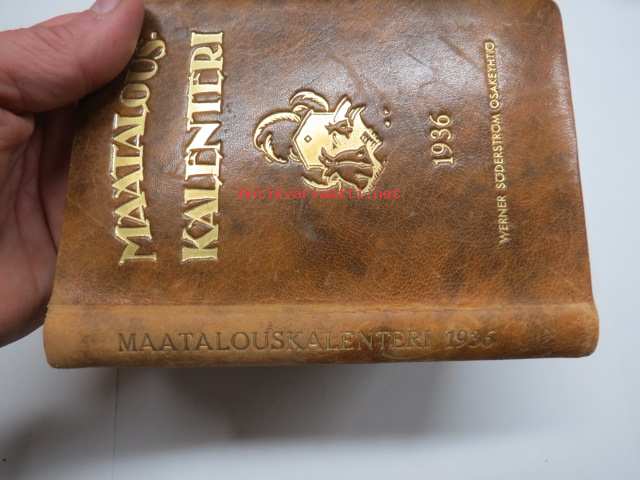 MAATALOUS-
KALENTERI
1936
WERNER SÖDERSTRÖM OSAKEYHTIÖ
MAATALOUSKALENTERI 1936